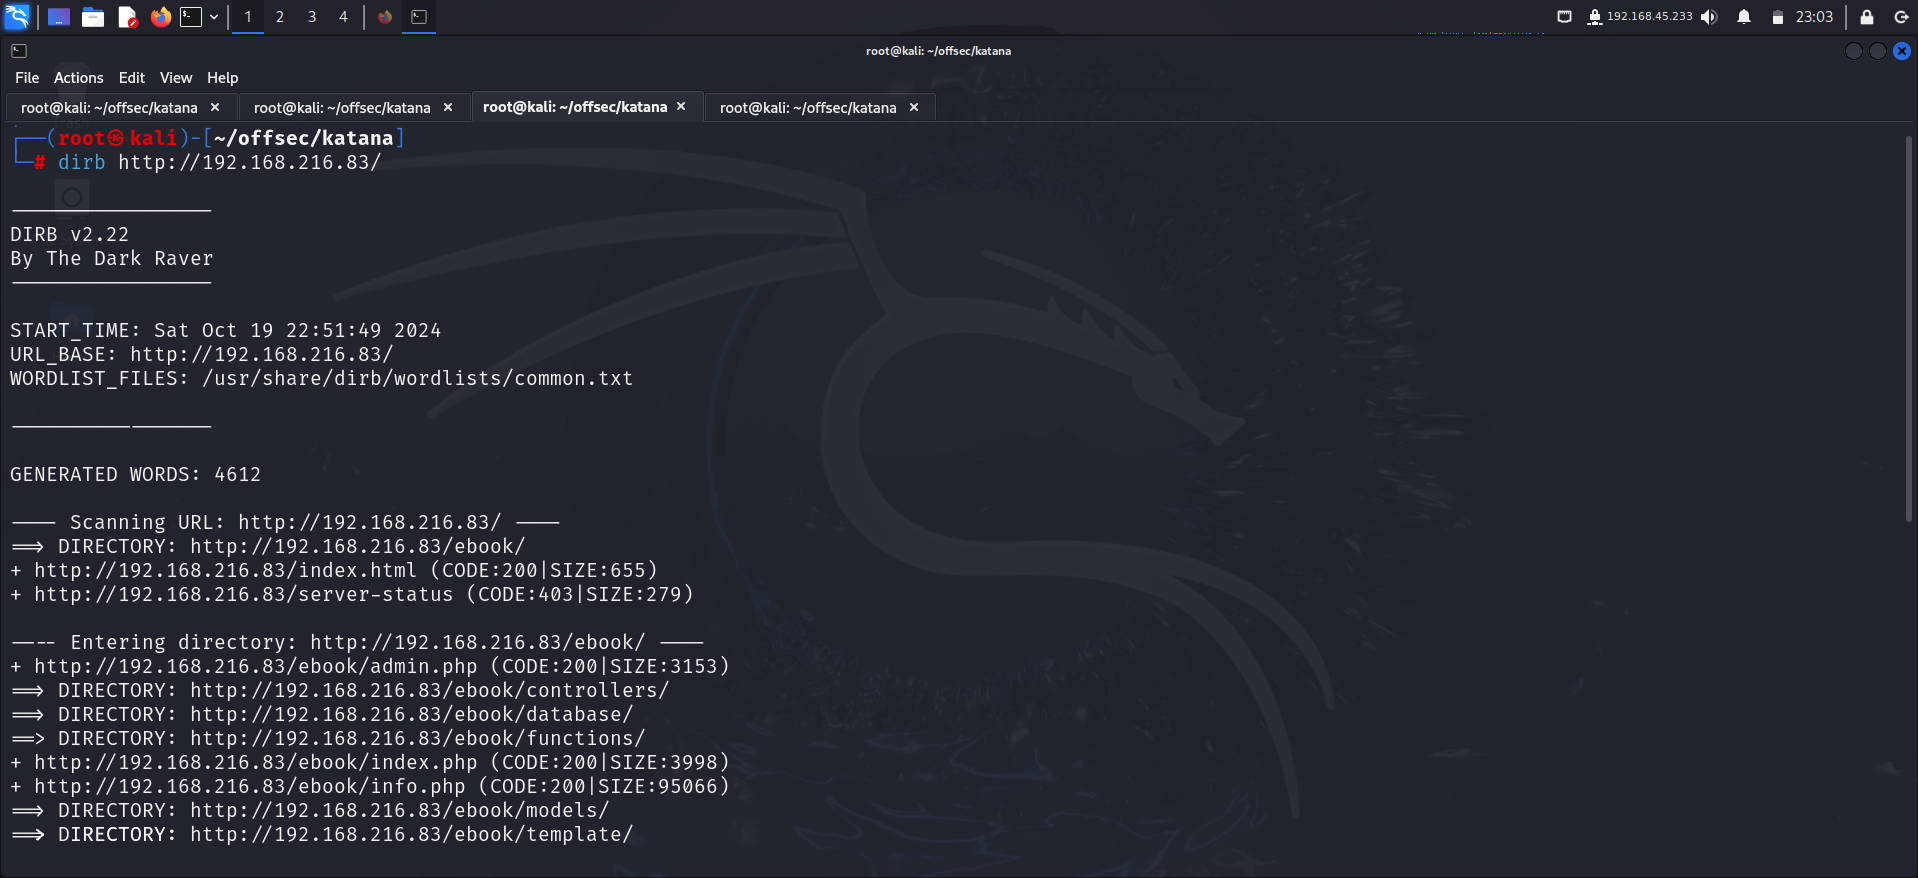 1 2 3 4 192.168.45.233 23:03
root@kali: ~/offsec/katana
File Actions Edit View Help
root@kali: ~/offsec/katana × root@kali: ~/offsec/katana × root@kali: ~/offsec/katana × root@kali: ~/offsec/katana ×
┌──(root㉿kali)-[~/offsec/katana]
└─# dirb http://192.168.216.83/
-----------------
DIRB v2.22
By The Dark Raver
-----------------
START_TIME: Sat Oct 19 22:51:49 2024
URL_BASE: http://192.168.216.83/
WORDLIST_FILES: /usr/share/dirb/wordlists/common.txt
-----------------
GENERATED WORDS: 4612
---- Scanning URL: http://192.168.216.83/ ----
==> DIRECTORY: http://192.168.216.83/ebook/
+ http://192.168.216.83/index.html (CODE:200|SIZE:655)
+ http://192.168.216.83/server-status (CODE:403|SIZE:279)
---- Entering directory: http://192.168.216.83/ebook/ ----
+ http://192.168.216.83/ebook/admin.php (CODE:200|SIZE:3153)
==> DIRECTORY: http://192.168.216.83/ebook/controllers/
==> DIRECTORY: http://192.168.216.83/ebook/database/
==> DIRECTORY: http://192.168.216.83/ebook/functions/
+ http://192.168.216.83/ebook/index.php (CODE:200|SIZE:3998)
+ http://192.168.216.83/ebook/info.php (CODE:200|SIZE:95066)
==> DIRECTORY: http://192.168.216.83/ebook/models/
==> DIRECTORY: http://192.168.216.83/ebook/template/